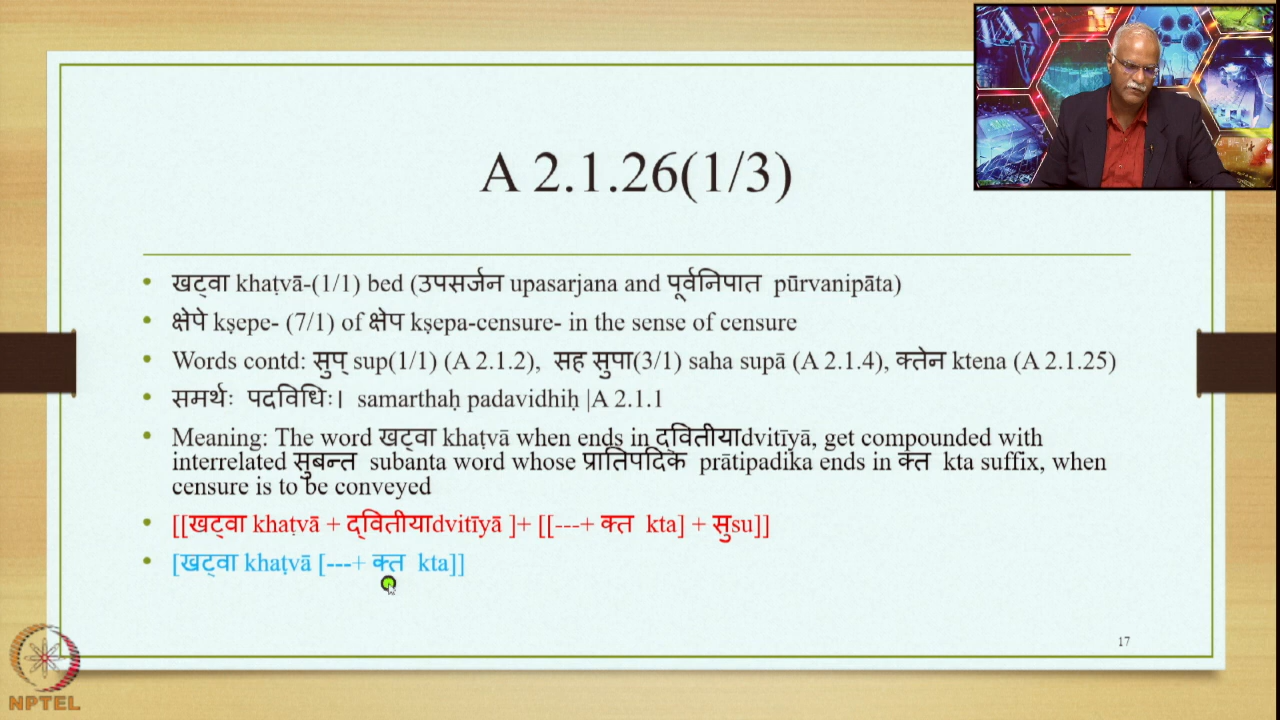 A 2.1.26(1/3)
• खट्वा khaṭvā-(1/1) bed (उपसर्जन upasarjana and पूर्वनिपात pūrvanipāta)
• क्षेपे kṣepe- (7/1) of क्षेप kṣepa-censure- in the sense of censure
• Words contd: सुप् sup(1/1) (A 2.1.2), सह सुपा(3/1) saha supā (A 2.1.4), क्तेन ktena (A 2.1.25)
• समर्थः पदविधिः। samarthaḥ padavidhiḥ |A 2.1.1
• Meaning: The word खट्वा khaṭvā when ends in द्वितीयाdvitīyā, get compounded with
interrelated सुबन्त subanta word whose प्रातिपदिक prātipadika ends in क्त kta suffix, when
censure is to be conveyed
• [[खट्वा khaṭvā + द्वितीयाdvitīyā ]+ [[---+ क्त kta] + सुsu]]
• [खट्वा khaṭvā [---+ क्त kta]]
17
NPTEL